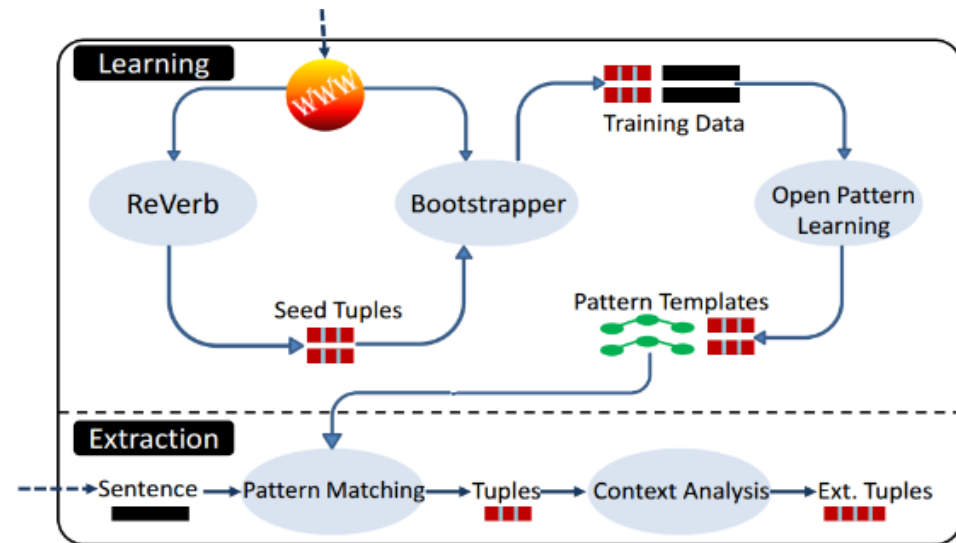 Learning
WWW
Training Data
ReVerb
Bootstrapper
Open Pattern
Learning
Seed Tuples
Pattern Templates
Extraction
Sentence
Pattern Matching
Tuples
Context Analysis
Ext. Tuples